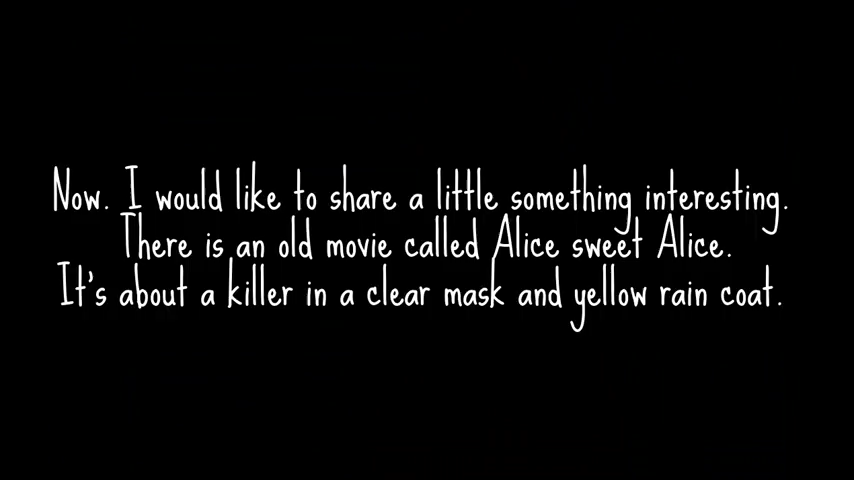 Now. I would like to share a little something interesting.
There is an old movie called Alice sweet Alice.
It's about a killer in a clear mask and yellow rain coat.